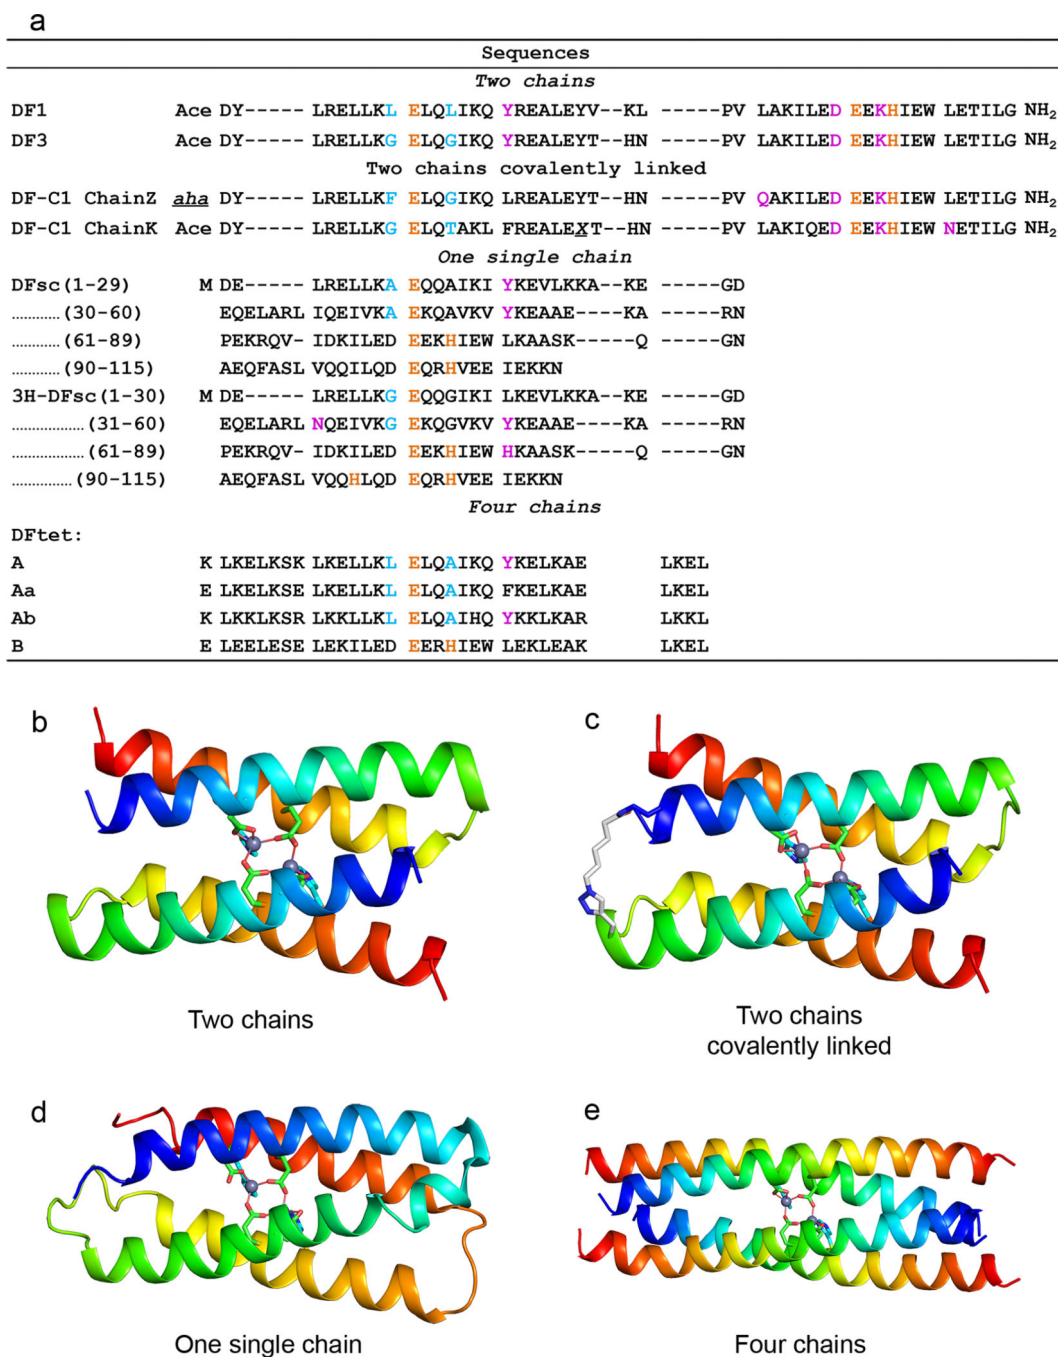 a
Sequences
Two chains
DF1 Ace DY----- LRELLKL ELQLIKQ YREALEYV--KL -----PV LAKILED EEKHIEW LETILG NH2
DF3 Ace DY----- LRELLKG ELQGIKQ YREALEYT--HN -----PV LAKILED EEKHIEW LETILG NH2
Two chains covalently linked
DF-C1 ChainZ aha DY----- LRELLKF ELQGIKQ LREALEYT--HN -----PV QAKILED EEKHIEW LETILG NH2
DF-C1 ChainK Ace DY----- LRELLKG ELQTAKL FREALEXT--HN -----PV LAKIQED EEKHIEW NETILG NH2
One single chain
DFsc(1-29) M DE----- LRELLKA EQQAIKI YKEVLKKA--KE -----GD
............(30-60) EQELARL IQEIVKA EKQAVKV YKEAAE----KA -----RN
............(61-89) PEKRQV- IDKILED EEKHIEW LKAASK-----Q -----GN
............(90-115) AEQFASL VQQILQD EQRHVEE IEKKN
3H-DFsc(1-30) M DE----- LRELLKG EQQGIKI LKEVLKKA--KE -----GD
..................(31-60) EQELARL NQEIVKG EKQGVKV YKEAAE----KA -----RN
..................(61-89) PEKRQV- IDKILED EEKHIEW HKAASK-----Q -----GN
...............(90-115) AEQFASL VQQHLQD EQRHVEE IEKKN
Four chains
DFtet:
A K LKELKSK LKELLKL ELQAIKQ YKELKAE LKEL
Aa E LKELKSE LKELLKL ELQAIKQ FKELKAE LKEL
Ab K LKKLKSR LKKLLKL ELQAIHQ YKKLKAR LKKL
B E LEELESE LEKILED EERHIEW LEKLEAK LKEL
b
Two chains
c
Two chains
covalently linked
d
One single chain
e
Four chains